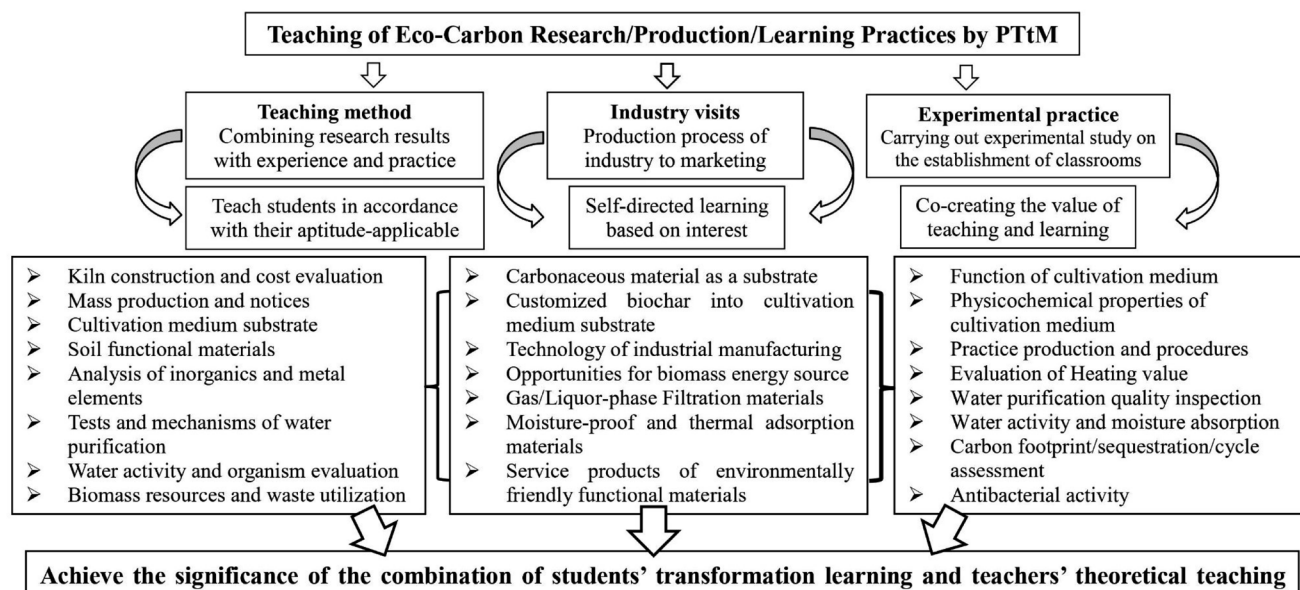 Teaching of Eco-Carbon Research/Production/Learning Practices by PTtM
Teaching method
Combining research results
with experience and practice
Industry visits
Production process of
industry to marketing
Experimental practice
Carrying out experimental study on
the establishment of classrooms
Teach students in accordance
with their aptitude-applicable
Self-directed learning
based on interest
Co-creating the value of
teaching and learning
➢ Kiln construction and cost evaluation
➢ Mass production and notices
➢ Cultivation medium substrate
➢ Soil functional materials
➢ Analysis of inorganics and metal
elements
➢ Tests and mechanisms of water
purification
➢ Water activity and organism evaluation
➢ Biomass resources and waste utilization
➢ Carbonaceous material as a substrate
➢ Customized biochar into cultivation
medium substrate
➢ Technology of industrial manufacturing
➢ Opportunities for biomass energy source
➢ Gas/Liquor-phase Filtration materials
➢ Moisture-proof and thermal adsorption
materials
➢ Service products of environmentally
friendly functional materials
➢ Function of cultivation medium
➢ Physicochemical properties of
cultivation medium
➢ Practice production and procedures
➢ Evaluation of Heating value
➢ Water purification quality inspection
➢ Water activity and moisture absorption
➢ Carbon footprint/sequestration/cycle
assessment
➢ Antibacterial activity
Achieve the significance of the combination of students’ transformation learning and teachers’ theoretical teaching